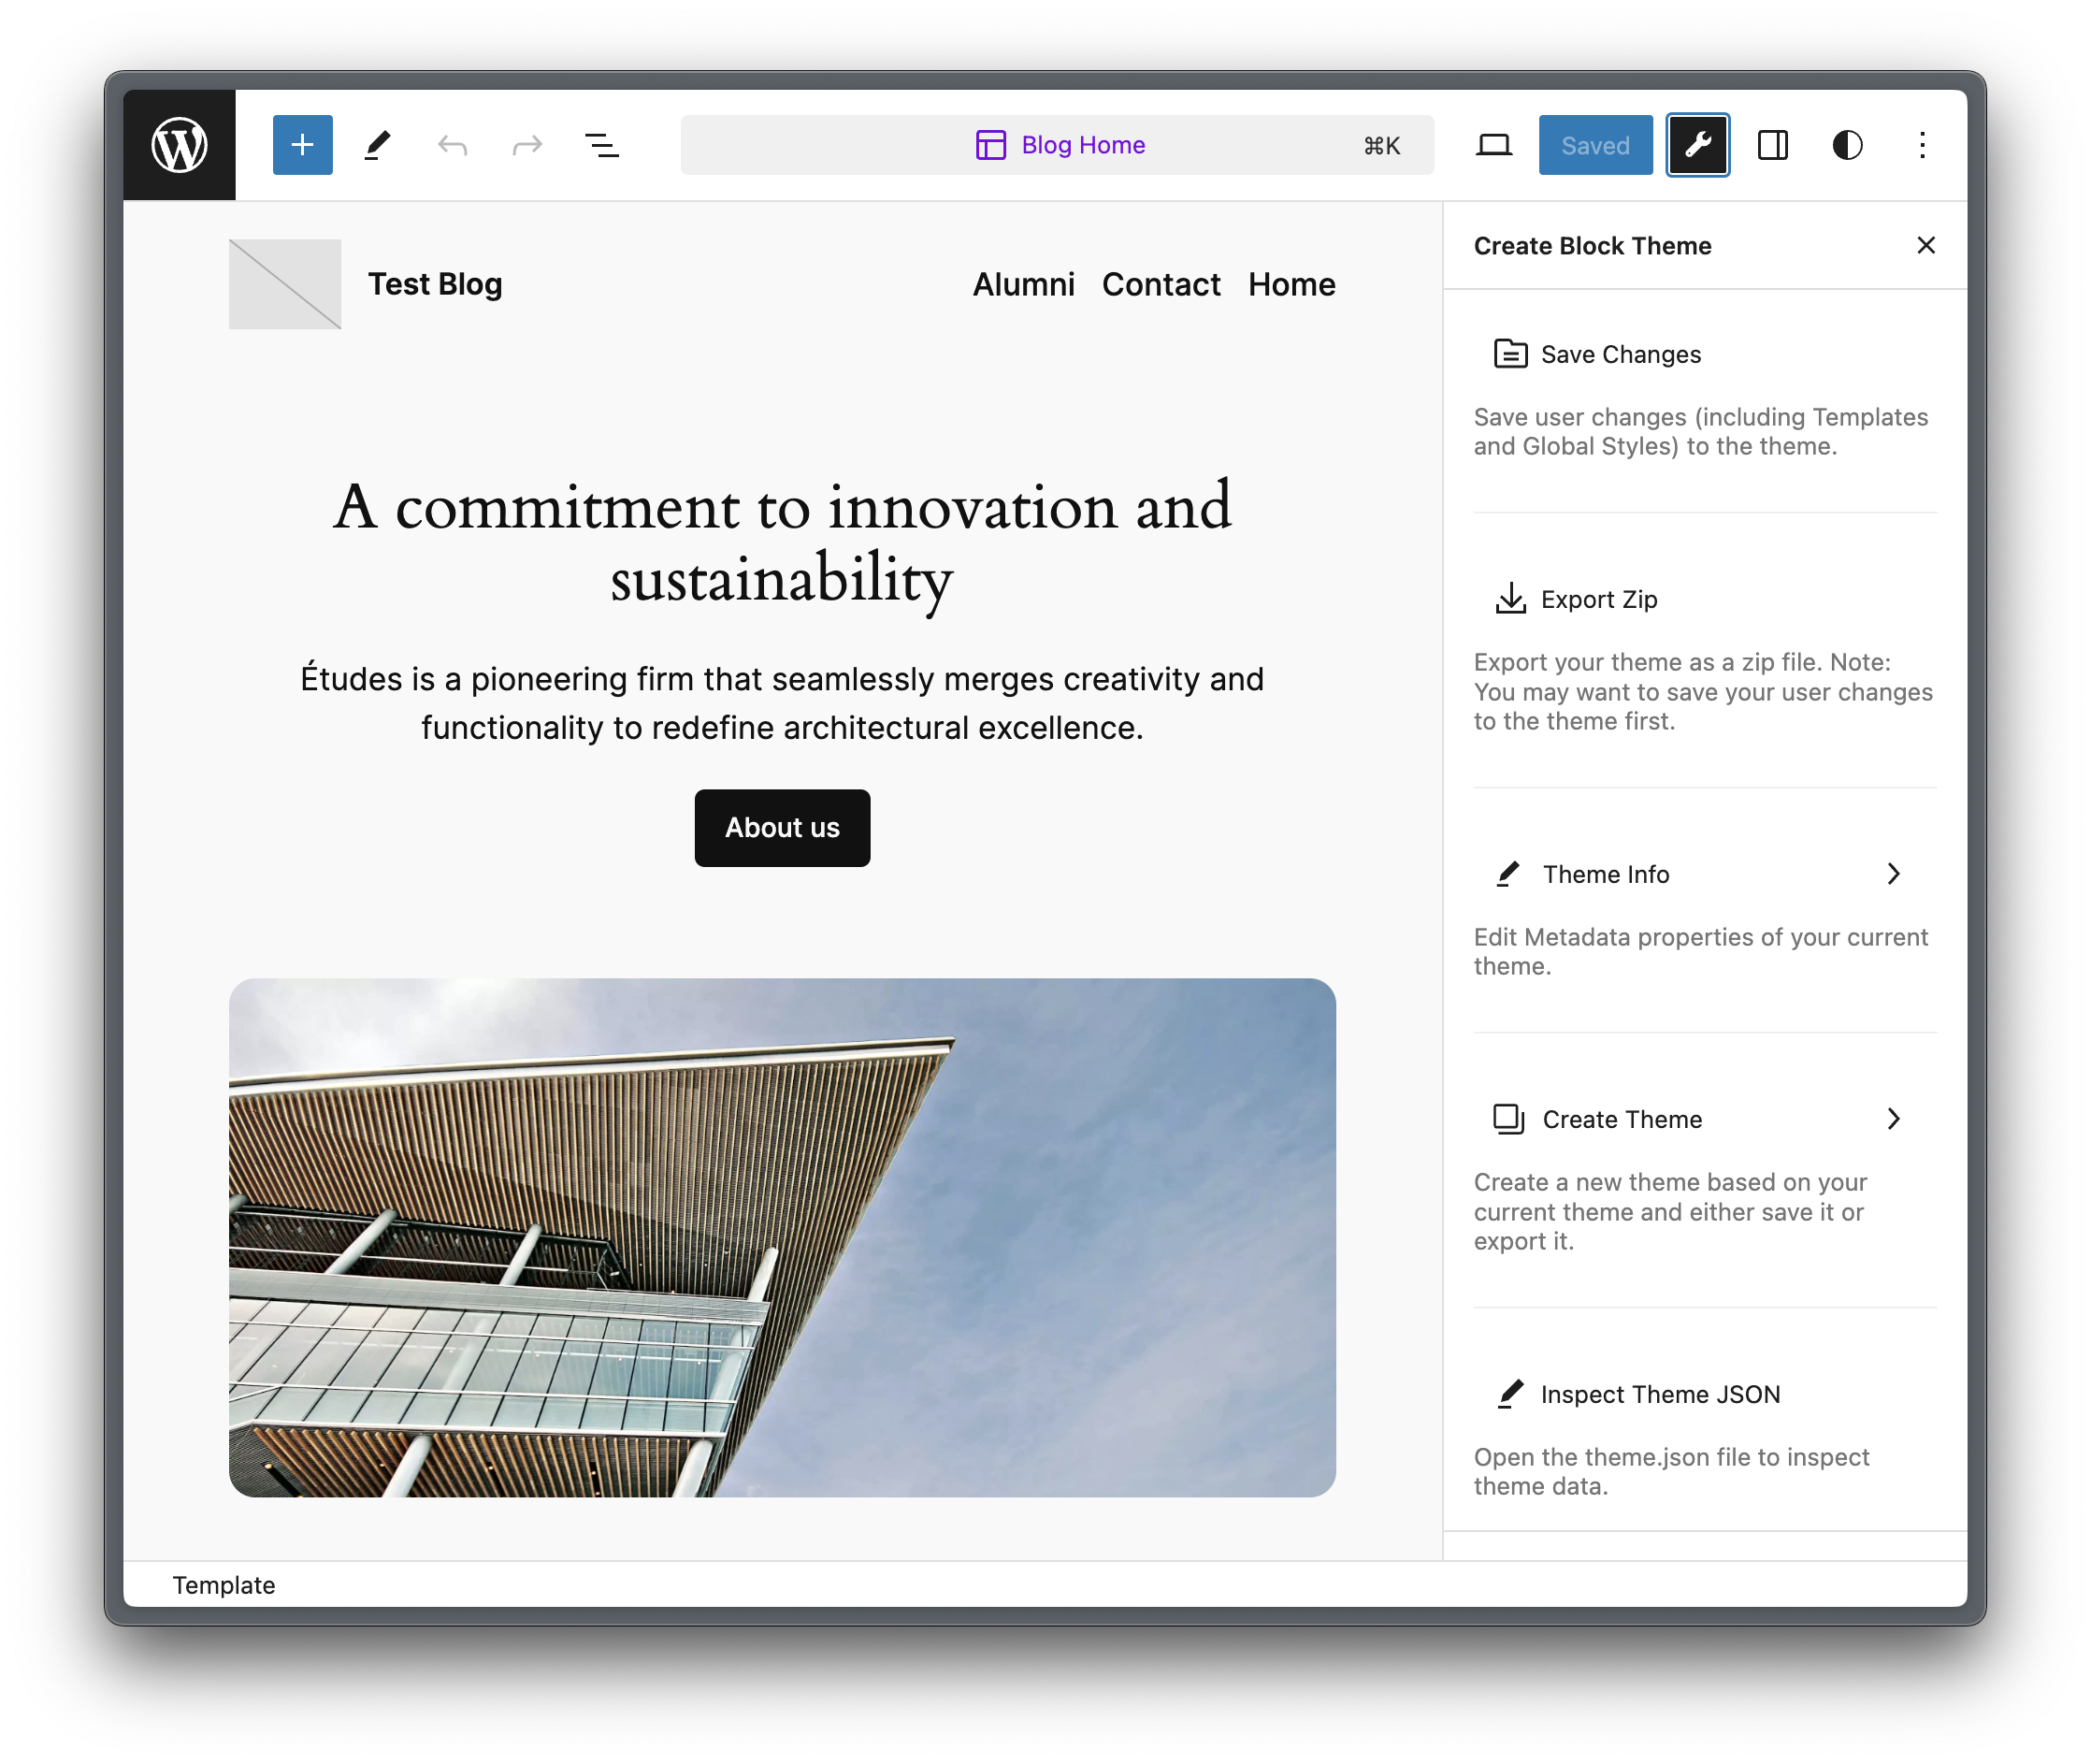 Blog Home
⌘K
Saved
Test Blog
Alumni Contact Home
A commitment to innovation and
sustainability
Études is a pioneering firm that seamlessly merges creativity and
functionality to redefine architectural excellence.
About us
Create Block Theme
Save Changes
Save user changes (including Templates
and Global Styles) to the theme.
Export Zip
Export your theme as a zip file. Note:
You may want to save your user changes
to the theme first.
Theme Info
Edit Metadata properties of your current
theme.
Create Theme
Create a new theme based on your
current theme and either save it or
export it.
Inspect Theme JSON
Open the theme.json file to inspect
theme data.
Template